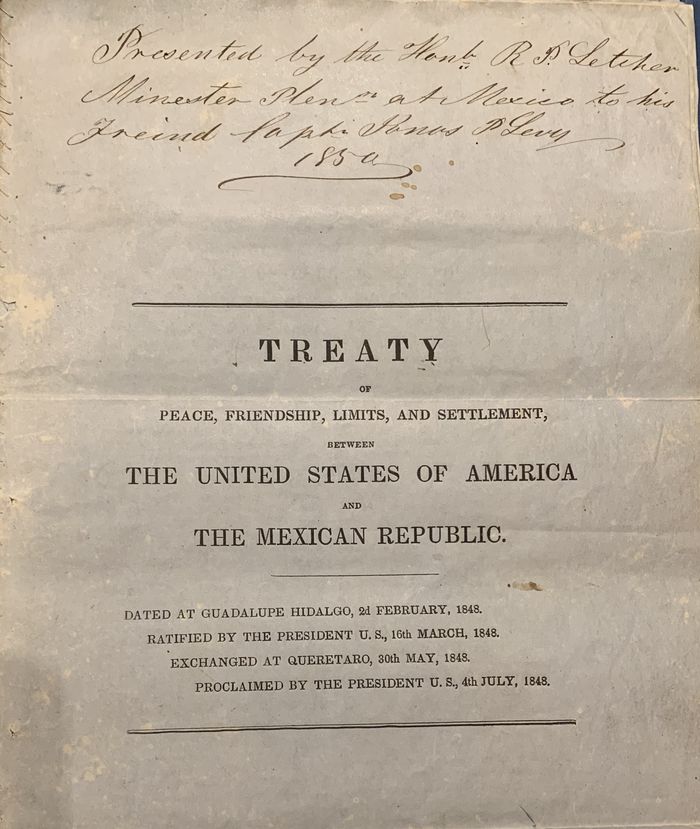 Presented by the Honb R P. Letcher
Minester Plen at Mexico to his
Freind Capt Jonas P Levy
1850
TREATY
OF
PEACE, FRIENDSHIP, LIMITS, AND SETTLEMENT,
BETWEEN
THE UNITED STATES OF AMERICA
AND
THE MEXICAN REPUBLIC.
DATED AT GUADALUPE HIDALGO, 2d FEBRUARY, 1848.
RATIFIED BY THE PRESIDENT U. S., 16th MARCH, 1848.
EXCHANGED AT QUERETARO, 30th MAY, 1848.
PROCLAIMED BY THE PRESIDENT U. S., 4th JULY, 1848.